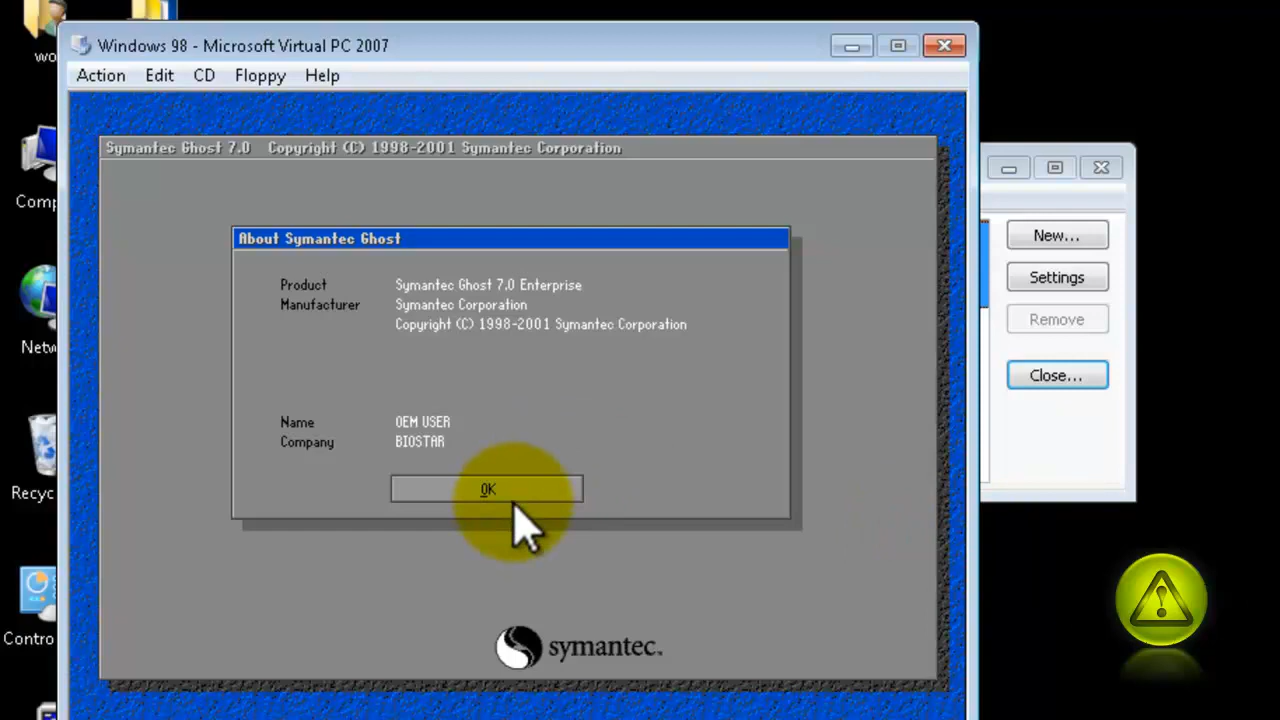 wo
Windows 98 - Microsoft Virtual PC 2007
Action Edit CD Floppy Help
Symantec Ghost 7.0 Copyright (C) 1998-2001 Symantec Corporation
About Symantec Ghost
Product Symantec Ghost 7.0 Enterprise
Manufacturer Symantec Corporation
Copyright (C) 1998-2001 Symantec Corporation
Name OEM USER
Company BIOSTAR
OK
symantec.
New...
Settings
Remove
Close...
Comp
Netw
Recyc
Contro